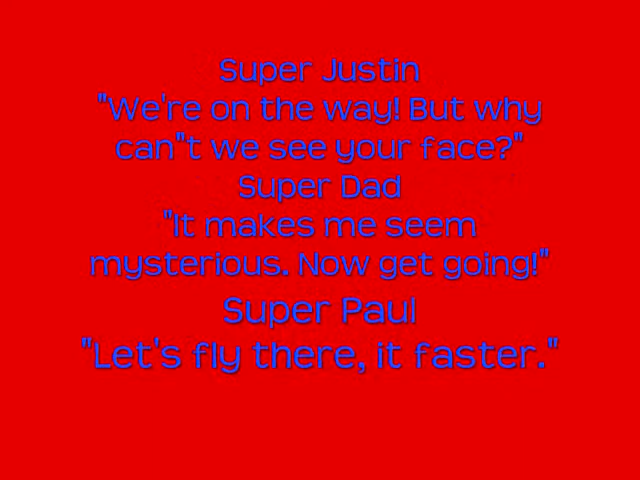 Super Justin
"We're on the way! But why
can"t we see your face?"
Super Dad
"It makes me seem
mysterious. Now get going!"
Super Paul
"Let's fly there, it faster."